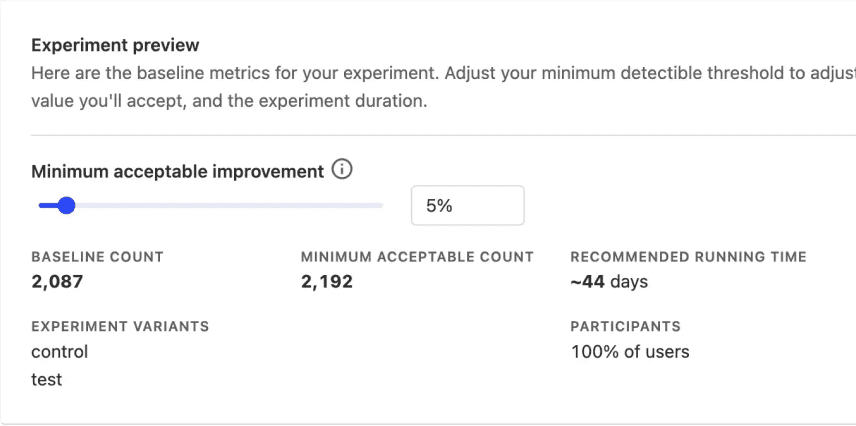 Experiment preview
Here are the baseline metrics for your experiment. Adjust your minimum detectible threshold to adjust
value you'll accept, and the experiment duration.
Minimum acceptable improvement
5%
BASELINE COUNT MINIMUM ACCEPTABLE COUNT RECOMMENDED RUNNING TIME
2,087 2,192 ~44 days
EXPERIMENT VARIANTS PARTICIPANTS
control 100% of users
test